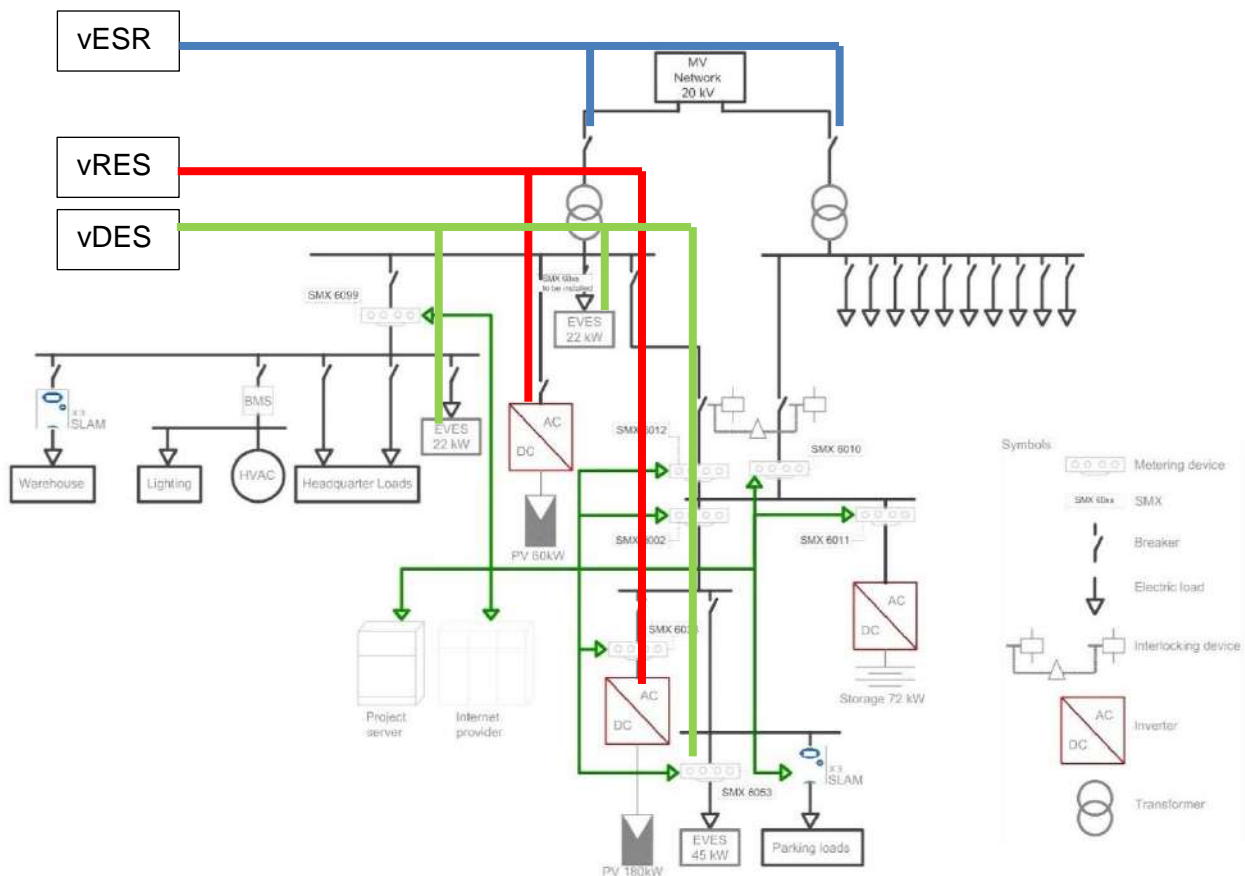 vESR
MV
Network
20 kV
vRES
vDES
SMX 6099
SMX 60xx
to be installed
EVES
22 kW
BMS
X 3
SLAM
EVES
22 kW
AC
DC
SMX 6012
SMX 6010
Warehouse
Lighting
HVAC
Headquarter Loads
PV 60kW
SMX 6002
SMX 6011
AC
DC
Storage 72 kW
Project
server
Internet
provider
AC
DC
X 3
SLAM
SMX 6053
PV 180kW
EVES
45 kW
Parking loads
Symbols
Metering device
SMX 60xx
SMX
Breaker
Electric load
Interlocking device
AC
DC
Inverter
Transformer